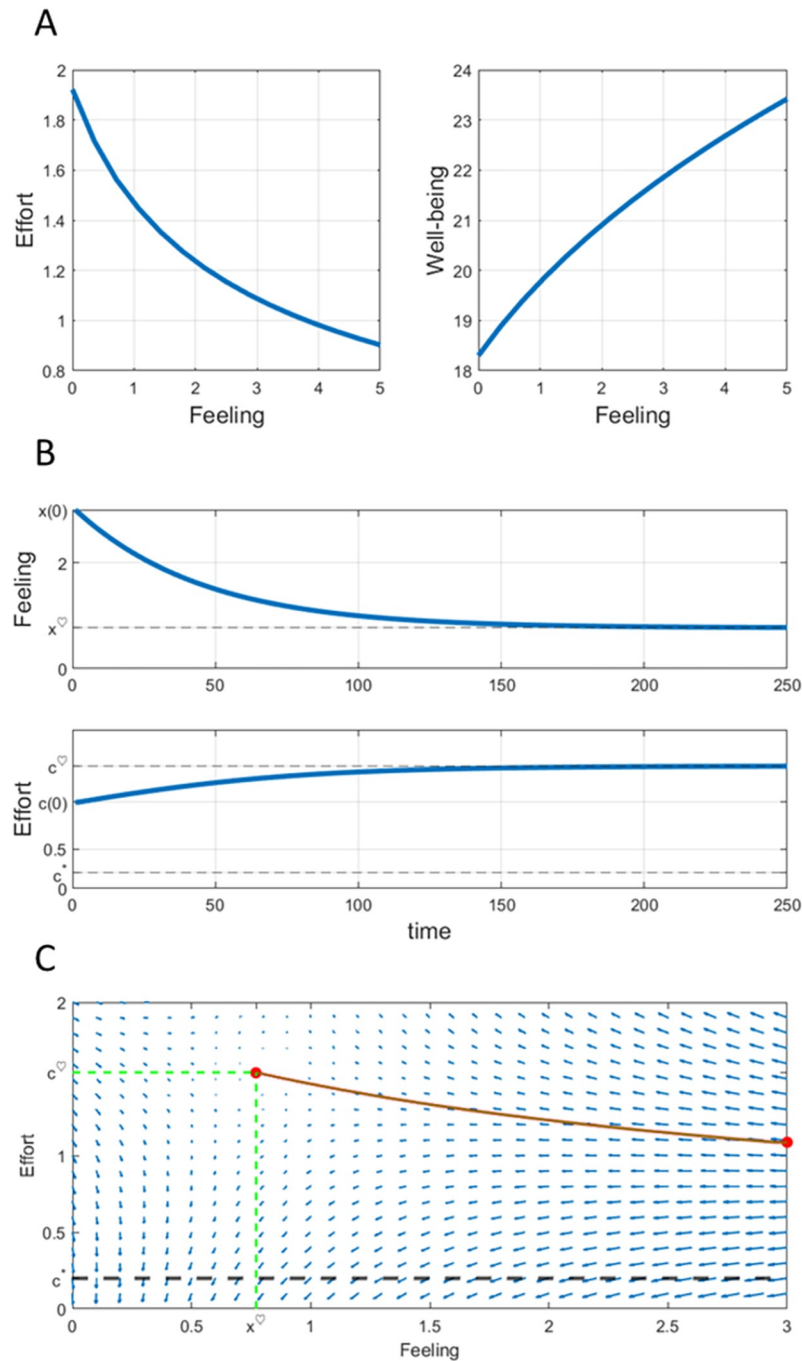 A
2
1.8
1.6
1.4
1.2
1
0.8
Effort
0 1 2 3 4 5
Feeling
24
23
22
21
20
19
18
Well-being
0 1 2 3 4 5
Feeling
B
x(0)
2
x♡
0
Feeling
0 50 100 150 200 250
c♡
c(0)
0.5
c*
0
Effort
0 50 100 150 200 250
time
C
2
c♡
1
0.5
c*
0
Effort
0 0.5 x♡ 1 1.5 2 2.5 3
Feeling